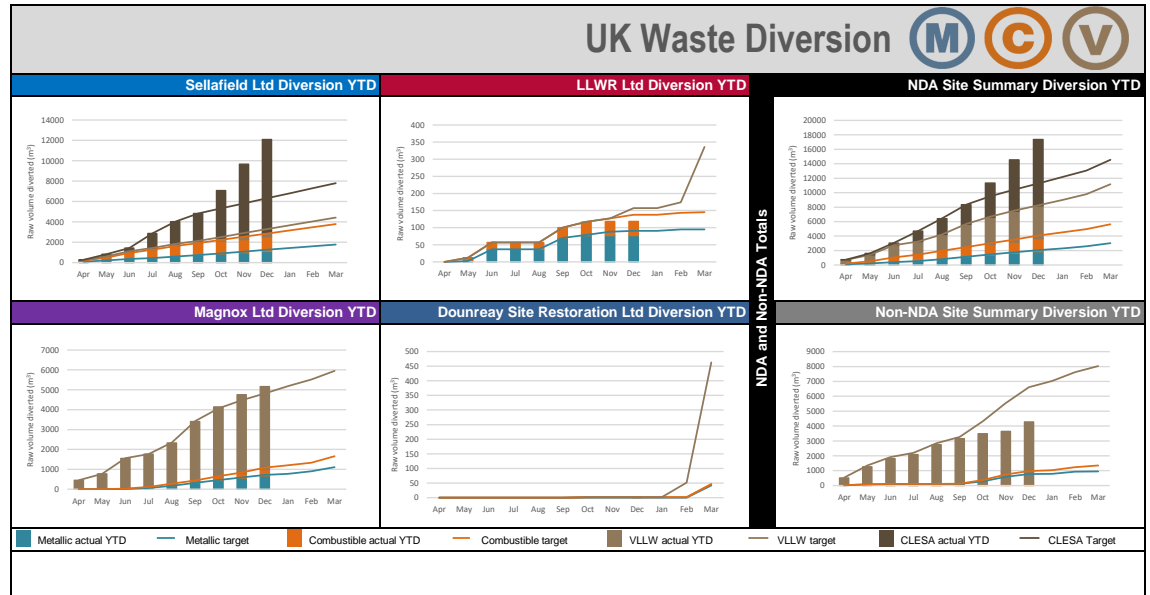 UK Waste Diversion M C V
Sellafield Ltd Diversion YTD
Raw volume diverted (m³)
14000
12000
10000
8000
6000
4000
2000
0
Apr May Jun Jul Aug Sep Oct Nov Dec Jan Feb Mar
LLWR Ltd Diversion YTD
Raw volume diverted (m³)
400
350
300
250
200
150
100
50
0
Apr May Jun Jul Aug Sep Oct Nov Dec Jan Feb Mar
NDA and Non-NDA Totals
NDA Site Summary Diversion YTD
Raw volume diverted (m³)
20000
18000
16000
14000
12000
10000
8000
6000
4000
2000
0
Apr May Jun Jul Aug Sep Oct Nov Dec Jan Feb Mar
Magnox Ltd Diversion YTD
Raw volume diverted (m³)
7000
6000
5000
4000
3000
2000
1000
0
Apr May Jun Jul Aug Sep Oct Nov Dec Jan Feb Mar
Dounreay Site Restoration Ltd Diversion YTD
Raw volume diverted (m³)
500
450
400
350
300
250
200
150
100
50
0
Apr May Jun Jul Aug Sep Oct Nov Dec Jan Feb Mar
Non-NDA Site Summary Diversion YTD
Raw volume diverted (m³)
9000
8000
7000
6000
5000
4000
3000
2000
1000
0
Apr May Jun Jul Aug Sep Oct Nov Dec Jan Feb Mar
Metallic actual YTD Metallic target Combustible actual YTD Combustible target VLLW actual YTD VLLW target CLESA actual YTD CLESA Target